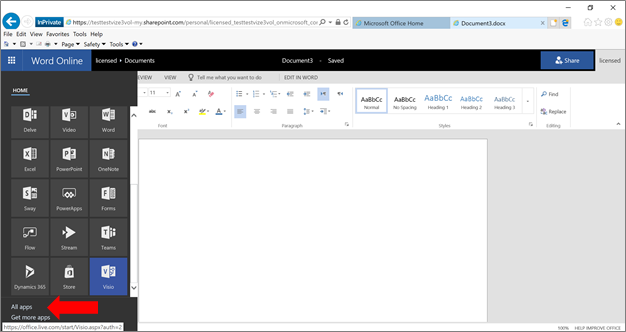 InPrivate https://testtestvize3vol-my.sharepoint.com/personal/licensed_testtestvize3vol_onmicrosoft_co Microsoft Office Home Document3.docx
File Edit View Favorites Tools Help
Page Safety Tools
Word Online licensed Documents Document3 - Saved Share licensed
HOME REVIEW VIEW Tell me what you want to do EDIT IN WORD
Delve Video Word
Excel PowerPoint OneNote
Sway PowerApps Forms
Flow Stream Teams
Dynamics 365 Store Visio
All apps
Get more apps
https://office.live.com/start/Visio.aspx?auth=2
11 A A
abc x₂ x² aby A
Font
Paragraph
AaBbCc AaBbCc AaBbCc AaBbCc AaBbCc
Normal No Spacing Heading 1 Heading 2 Heading 3
Styles
Find
Replace
Editing
100% HELP IMPROVE OFFICE